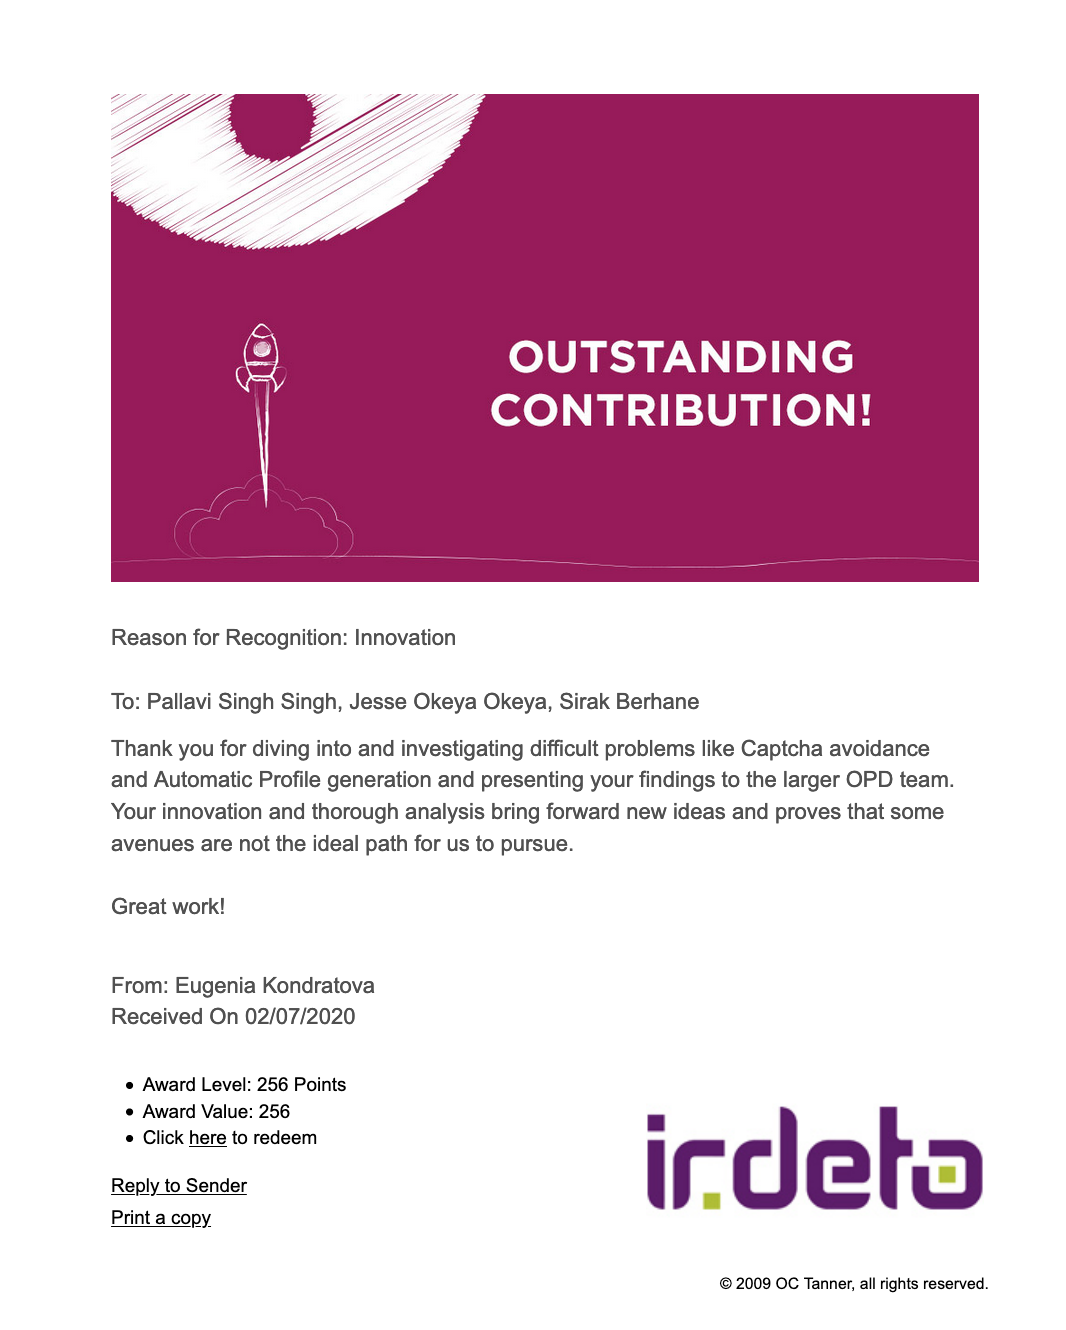 OUTSTANDING
CONTRIBUTION!
Reason for Recognition: Innovation
To: Pallavi Singh Singh, Jesse Okeya Okeya, Sirak Berhane
Thank you for diving into and investigating difficult problems like Captcha avoidance
and Automatic Profile generation and presenting your findings to the larger OPD team.
Your innovation and thorough analysis bring forward new ideas and proves that some
avenues are not the ideal path for us to pursue.
Great work!
From: Eugenia Kondratova
Received On 02/07/2020
• Award Level: 256 Points
• Award Value: 256
• Click here to redeem
irdeto
Reply to Sender
Print a copy
© 2009 OC Tanner, all rights reserved.